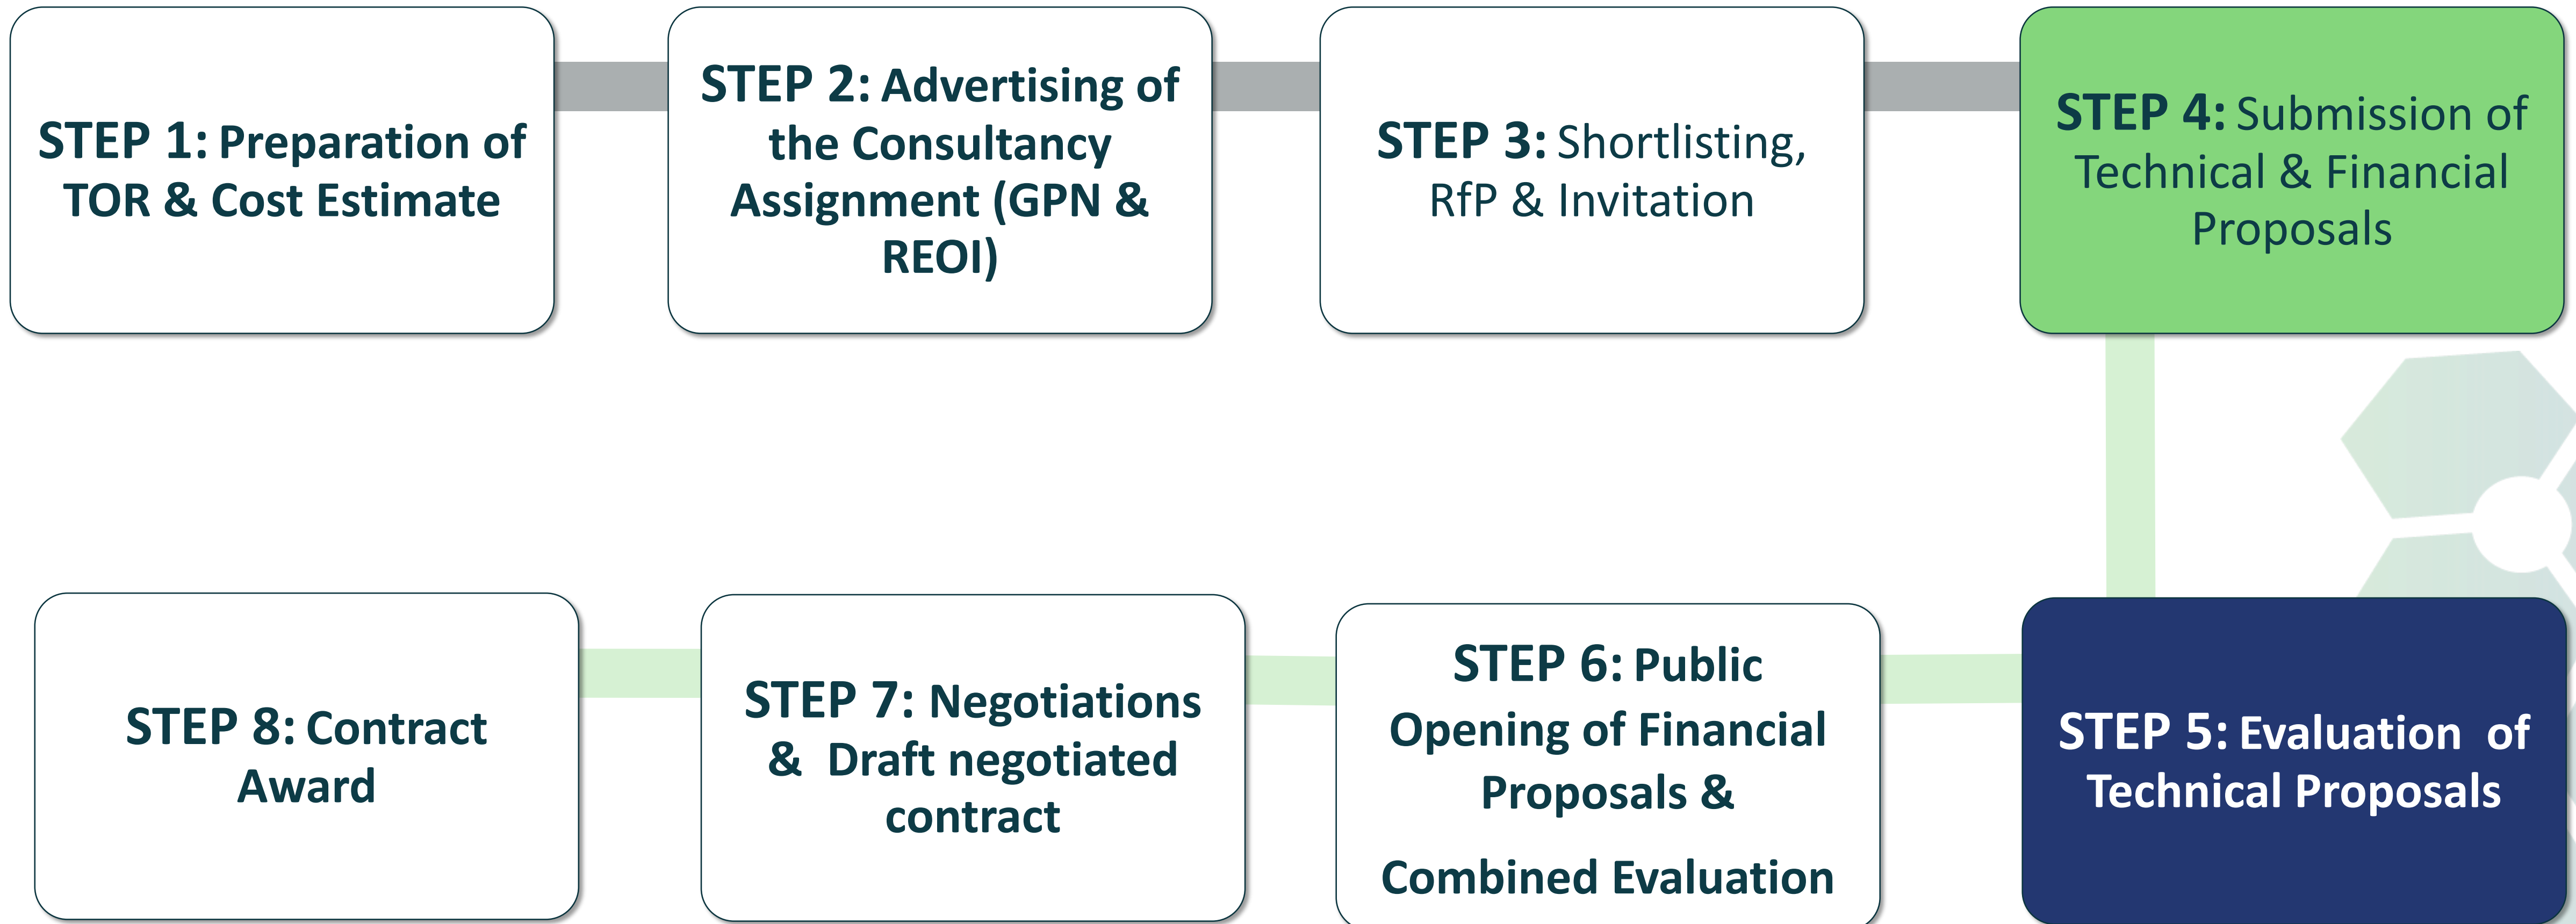 STEP 1: Preparation of
TOR & Cost Estimate
STEP 2: Advertising of
the Consultancy
Assignment (GPN &
REOI)
STEP 3: Shortlisting,
RfP & Invitation
STEP 4: Submission of
Technical & Financial
Proposals
STEP 5: Evaluation of
Technical Proposals
STEP 6: Public
Opening of Financial
Proposals &
Combined Evaluation
STEP 7: Negotiations
& Draft negotiated
contract
STEP 8: Contract
Award